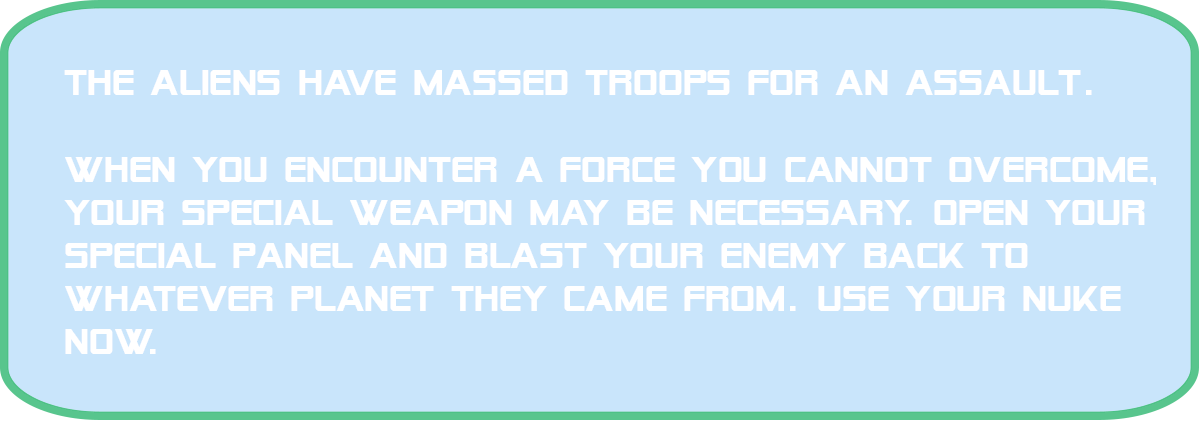 THE ALIENS HAVE MASSED TROOPS FOR AN ASSAULT.
WHEN YOU ENCOUNTER A FORCE YOU CANNOT OVERCOME,
YOUR SPECIAL WEAPON MAY BE NECESSARY. OPEN YOUR
SPECIAL PANEL AND BLAST YOUR ENEMY BACK TO
WHATEVER PLANET THEY CAME FROM. USE YOUR NUKE
NOW.